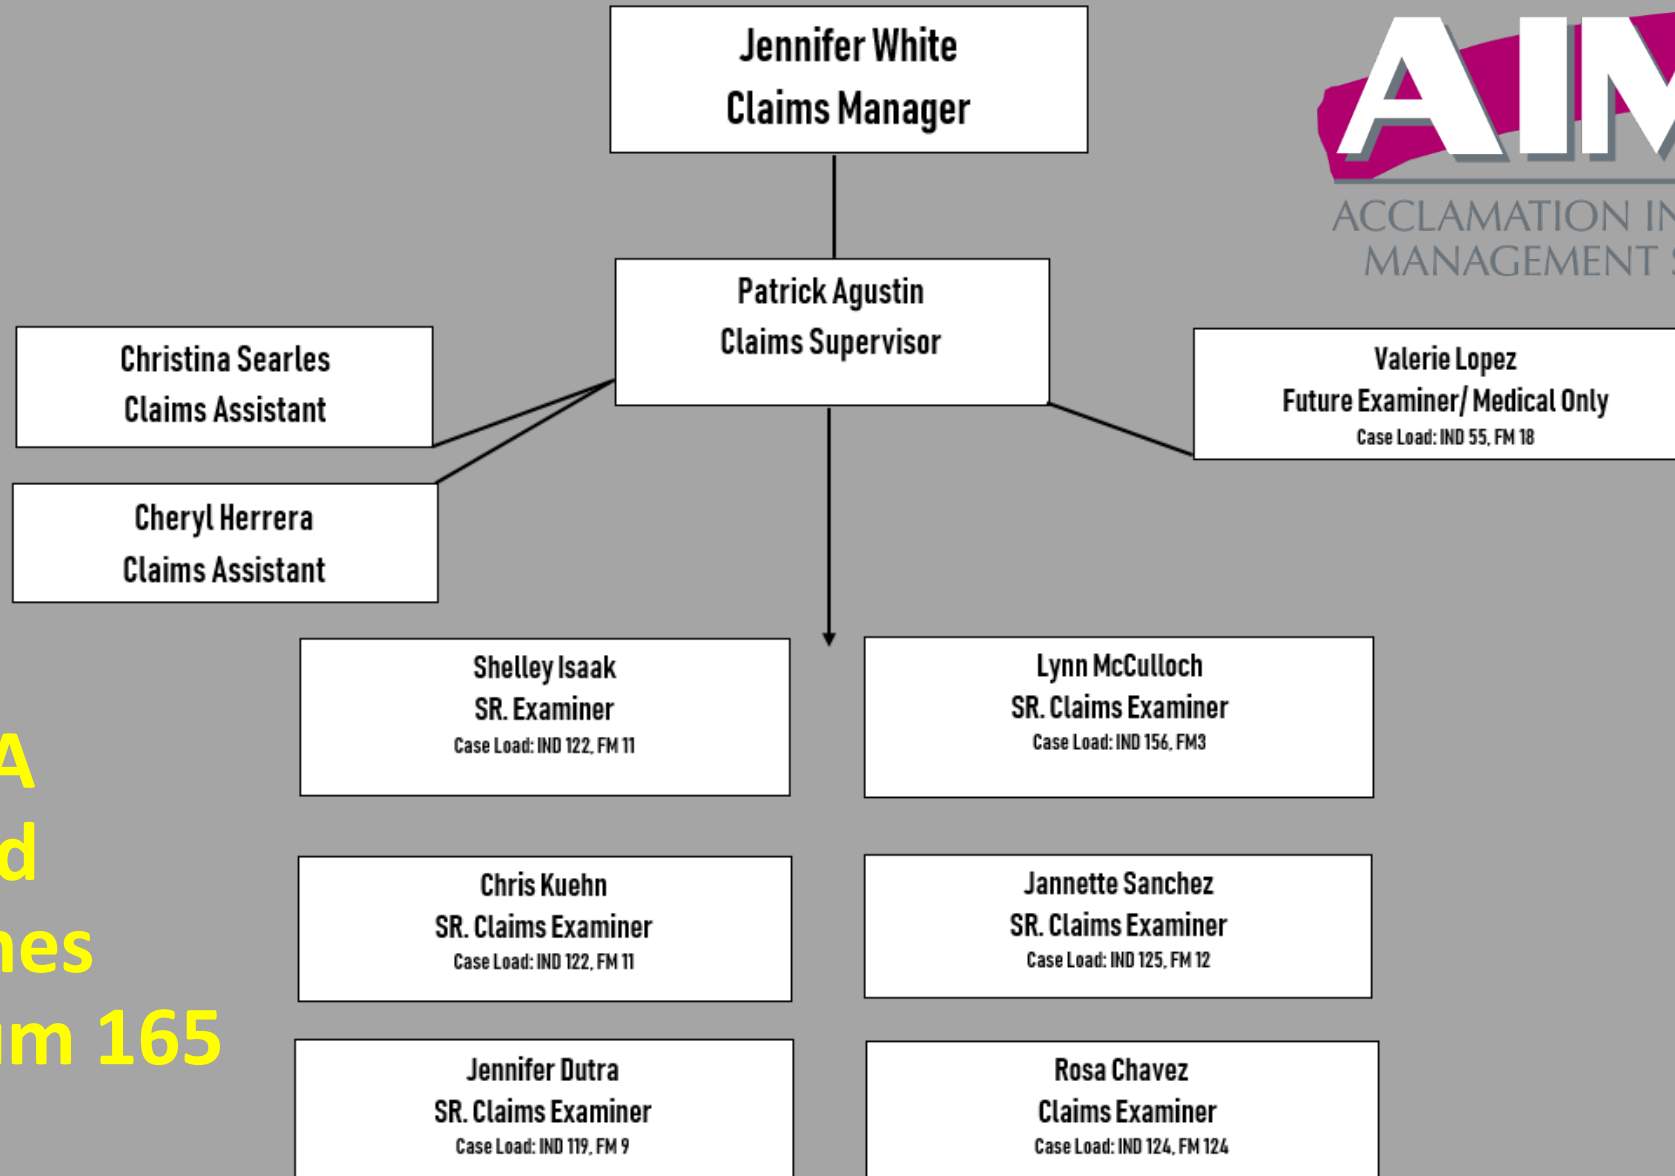 Jennifer White
Claims Manager
AIM
ACCLAMATION IN
MANAGEMENT
Patrick Agustin
Claims Supervisor
Christina Searles
Claims Assistant
Valerie Lopez
Future Examiner/ Medical Only
Case Load: IND 55, FM 18
Cheryl Herrera
Claims Assistant
Shelley Isaak
SR. Examiner
Case Load: IND 122, FM 11
Lynn McCulloch
SR. Claims Examiner
Case Load: IND 156, FM3
A
d
nes
um 165
Chris Kuehn
SR. Claims Examiner
Case Load: IND 122, FM 11
Jannette Sanchez
SR. Claims Examiner
Case Load: IND 125, FM 12
Jennifer Dutra
SR. Claims Examiner
Case Load: IND 119, FM 9
Rosa Chavez
Claims Examiner
Case Load: IND 124, FM 124